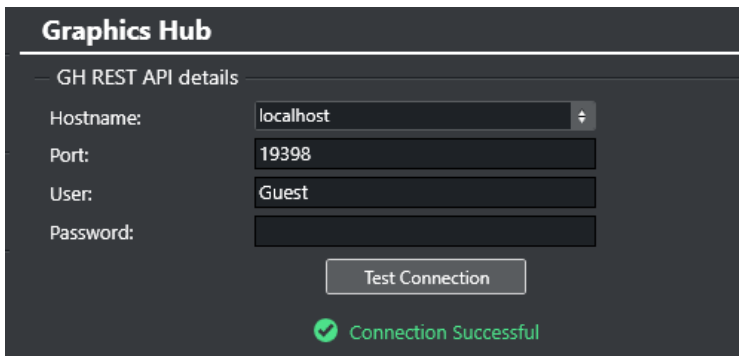 Graphics Hub
GH REST API details
Hostname: localhost
Port: 19398
User: Guest
Password:
Test Connection
Connection Successful